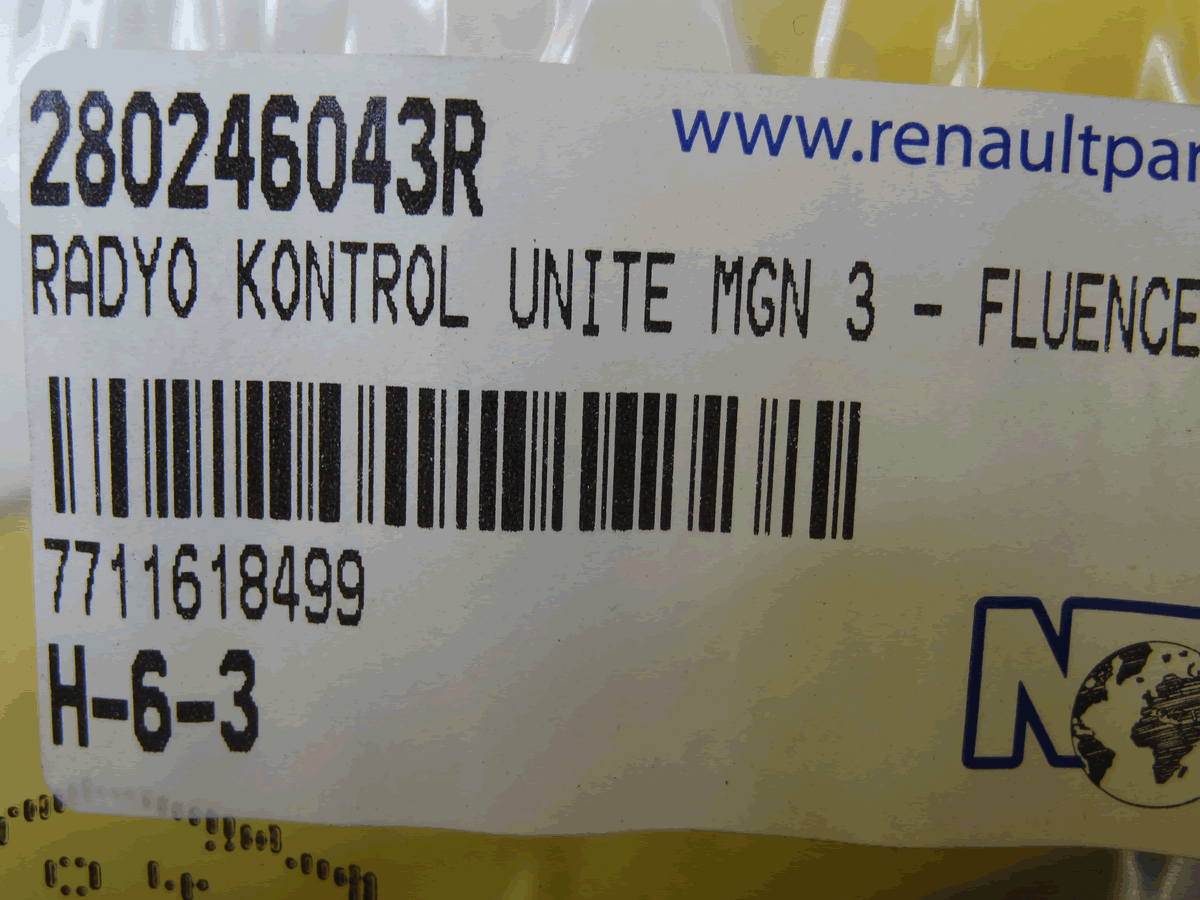 280246043R
www.renaultpar
RADYO KONTROL UNITE MGN 3 - FLUENCE
7711618499
H-6-3
N